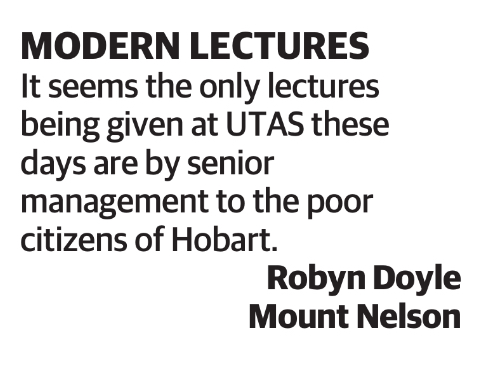 MODERN LECTURES
It seems the only lectures
being given at UTAS these
days are by senior
management to the poor
citizens of Hobart.
Robyn Doyle
Mount Nelson